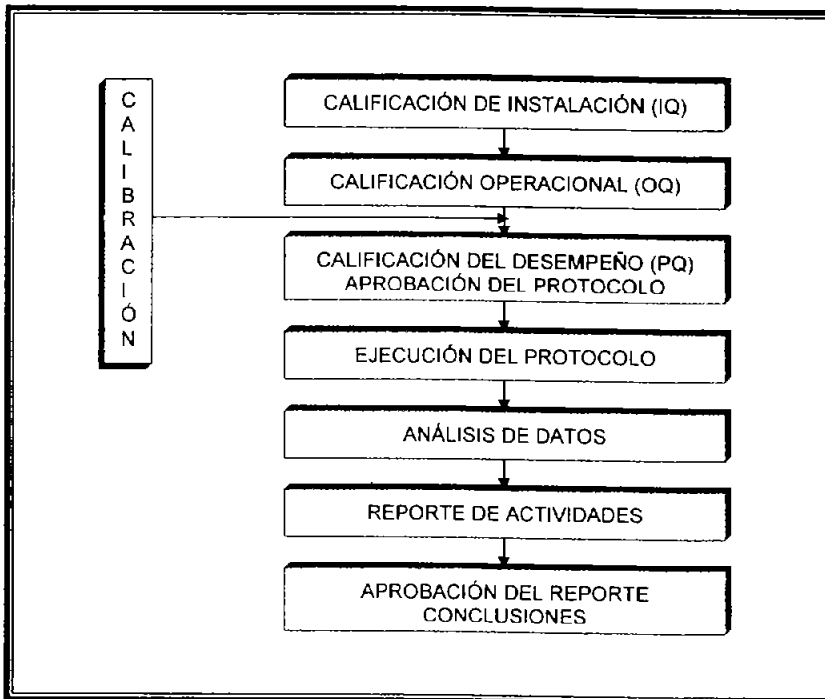 CALIBRACIÓN
CALIFICACIÓN DE INSTALACIÓN (IQ)
CALIFICACIÓN OPERACIONAL (OQ)
CALIFICACIÓN DEL DESEMPEÑO (PQ)
APROBACIÓN DEL PROTOCOLO
EJECUCIÓN DEL PROTOCOLO
ANÁLISIS DE DATOS
REPORTE DE ACTIVIDADES
APROBACIÓN DEL REPORTE
CONCLUSIONES